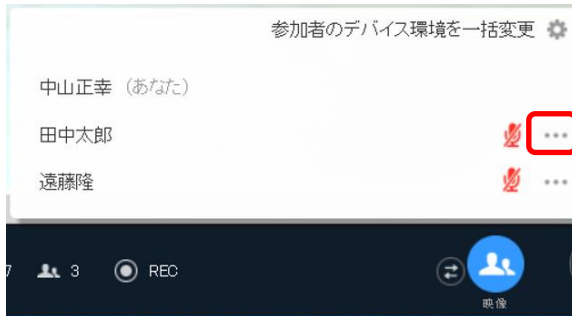 参加者のデバイス環境を一括変更
中山正幸 (あなた)
田中太郎
遠藤隆
7 3 REC
映像